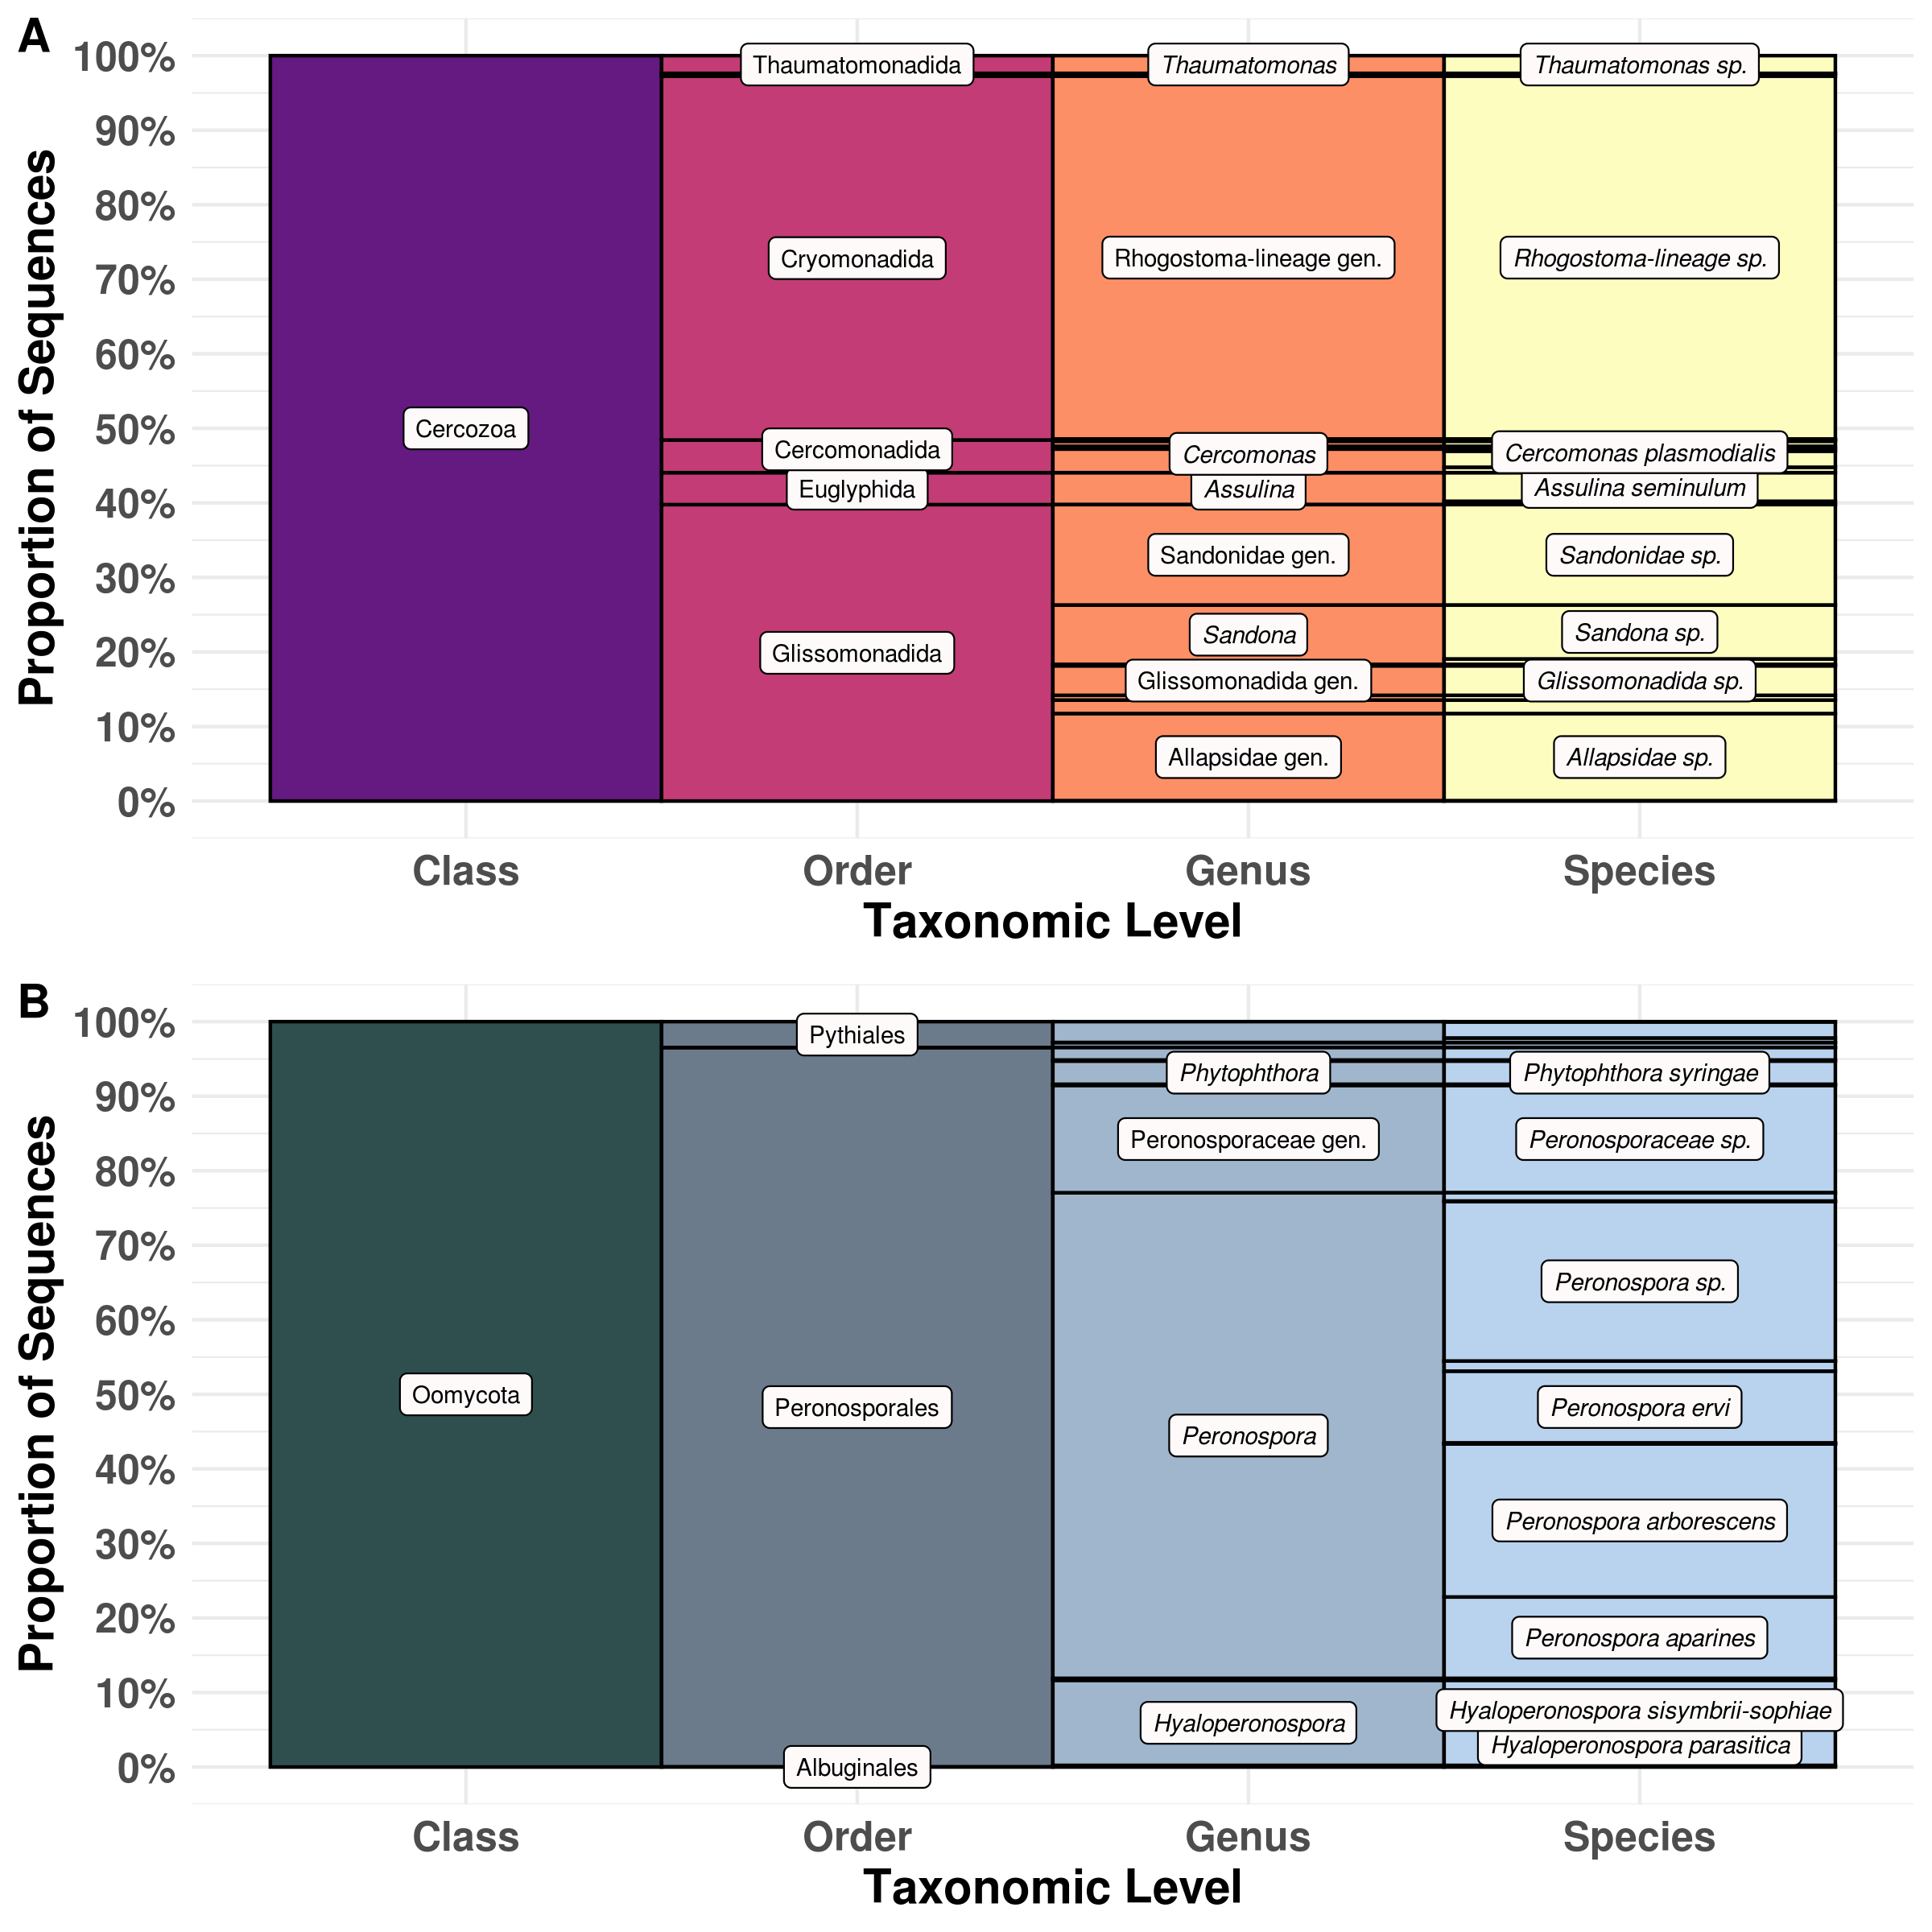 A
100%
90%
80%
70%
60%
50%
40%
30%
20%
10%
0%
Proportion of Sequences
Cercozoa
Thaumatomonadida
Cryomonadida
Cercomonadida
Euglyphida
Glissomonadida
Thaumatomonas
Rhogostoma-lineage gen.
Cercomonas
Assulina
Sandonidae gen.
Sandona
Glissomonadida gen.
Allapsidae gen.
Thaumatomonas sp.
Rhogostoma-lineage sp.
Cercomonas plasmodialis
Assulina seminulum
Sandonidae sp.
Sandona sp.
Glissomonadida sp.
Allapsidae sp.
Class
Order
Genus
Species
Taxonomic Level
B
100%
90%
80%
70%
60%
50%
40%
30%
20%
10%
0%
Proportion of Sequences
Oomycota
Pythiales
Peronosporales
Albuginales
Phytophthora
Peronosporaceae gen.
Peronospora
Hyaloperonospora
Phytophthora syringae
Peronosporaceae sp.
Peronospora sp.
Peronospora ervi
Peronospora arborescens
Peronospora aparines
Hyaloperonospora sisymbrii-sophiae
Hyaloperonospora parasitica
Class
Order
Genus
Species
Taxonomic Level